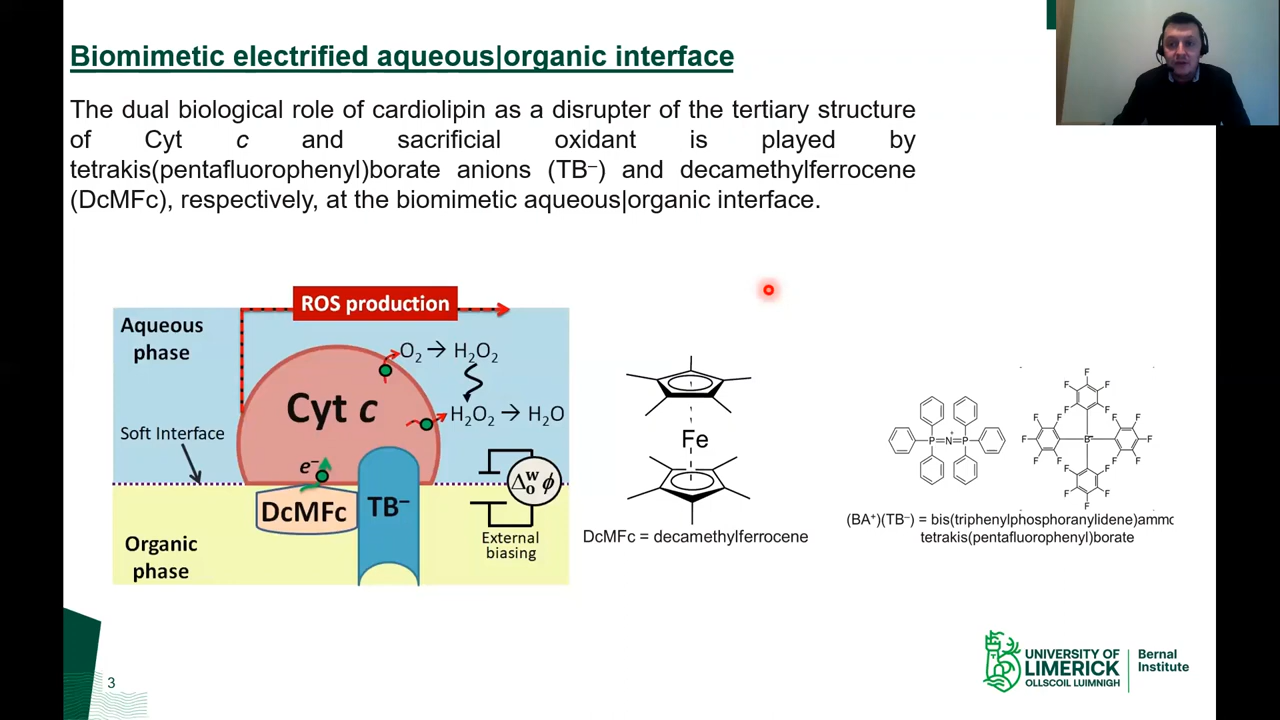 Biomimetic electrified aqueous|organic interface
The dual biological role of cardiolipin as a disrupter of the tertiary structure
of Cyt c and sacrificial oxidant is played by
tetrakis(pentafluorophenyl)borate anions (TB⁻) and decamethylferrocene
(DcMFc), respectively, at the biomimetic aqueous|organic interface.
ROS production
Aqueous
phase
O₂ → H₂O₂
Cyt c
H₂O₂ → H₂O
Soft Interface
e⁻
Δʷₒ ϕ
DcMFc
TB⁻
External
biasing
Organic
phase
Fe
DcMFc = decamethylferrocene
P=N=P
+
B⁻
F F F F F
F F F F F
F F F F F
F F F F F
(BA⁺)(TB⁻) = bis(triphenylphosphoranylidene)ammo
tetrakis(pentafluorophenyl)borate
UNIVERSITY OF
LIMERICK
OLLSCOIL LUIMNIGH
Bernal
Institute
3